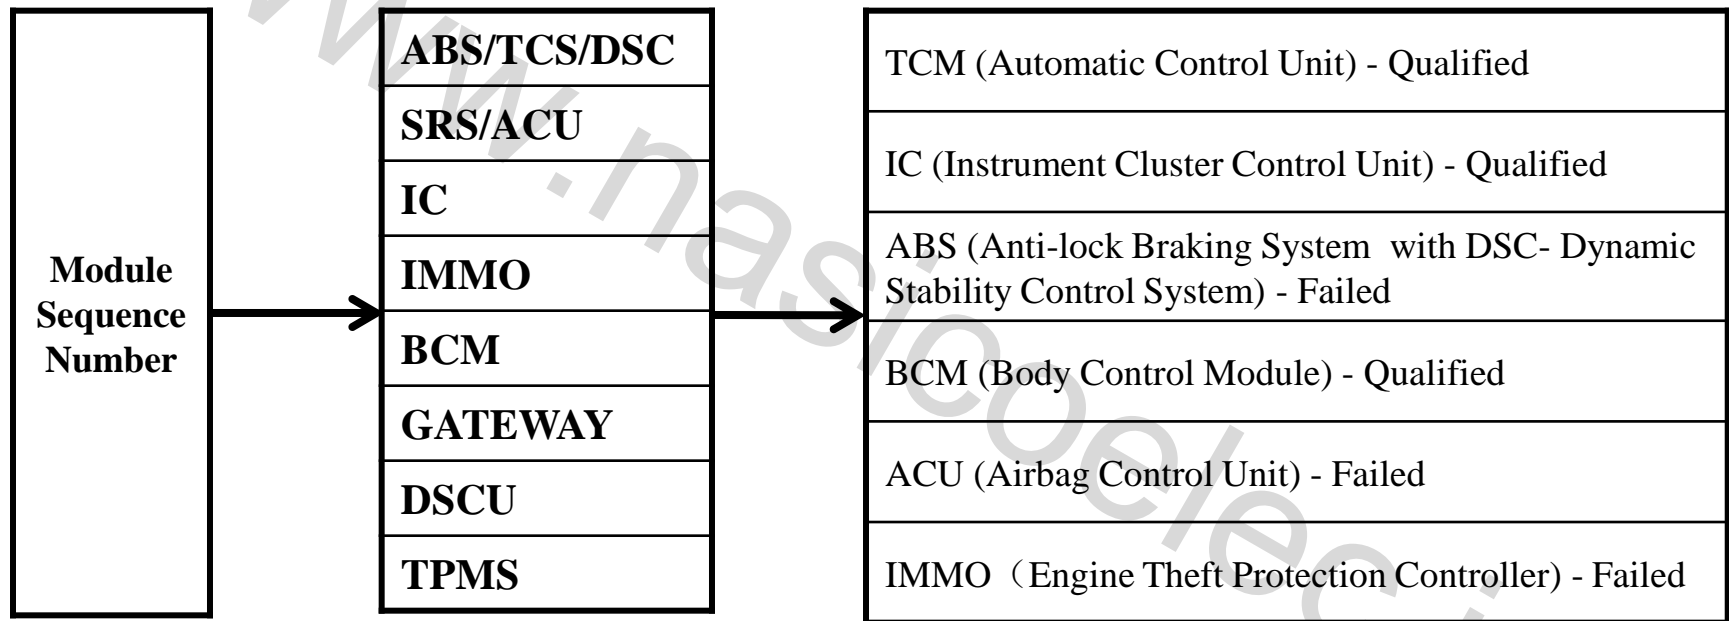 Module
Sequence
Number
ABS/TCS/DSC
SRS/ACU
IC
IMMO
BCM
GATEWAY
DSCU
TPMS
TCM (Automatic Control Unit) - Qualified
IC (Instrument Cluster Control Unit) - Qualified
ABS (Anti-lock Braking System  with DSC- Dynamic
Stability Control System) - Failed
BCM (Body Control Module) - Qualified
ACU (Airbag Control Unit) - Failed
IMMO（Engine Theft Protection Controller) - Failed
www.nasicoelec.i